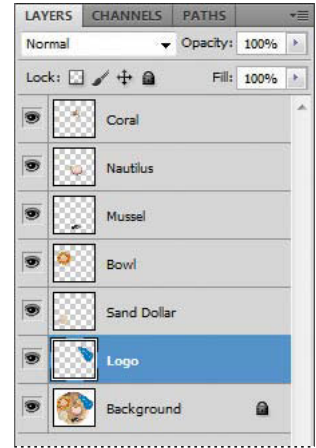 LAYERS CHANNELS PATHS
Normal Opacity: 100%
Lock: Fill: 100%
Coral
Nautilus
Mussel
Bowl
Sand Dollar
Logo
Background